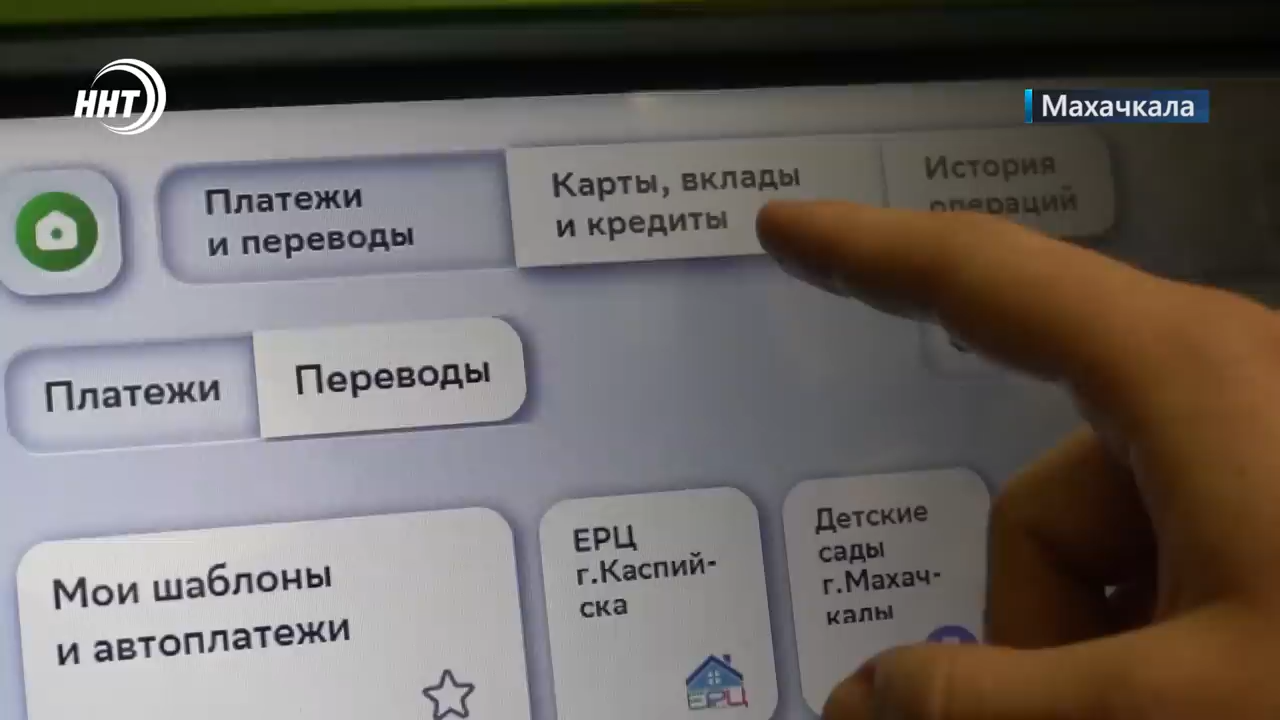 ННТ
Махачкала
Платежи
и переводы
Карты, вклады
и кредиты
История
операций
Платежи
Переводы
Мои шаблоны
и автоплатежи
ЕРЦ
г.Каспий-
ска
ЕРЦ
Детские
сады
г.Махач-
калы